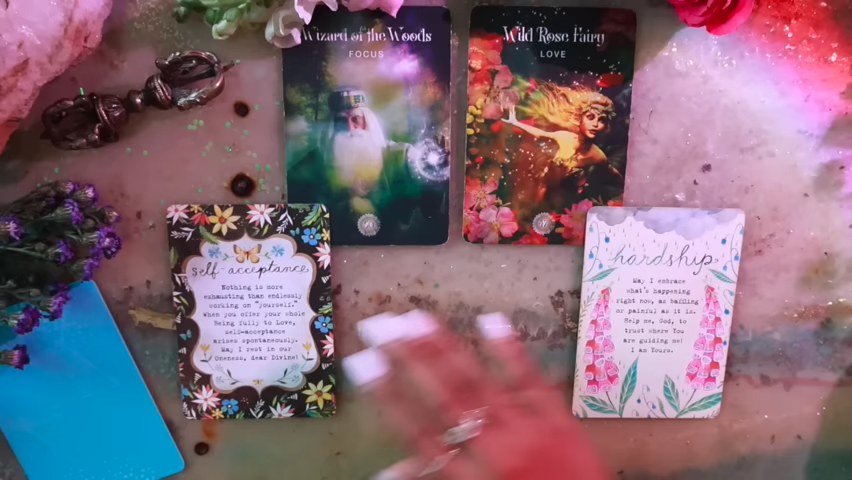 Wizard of the Woods
FOCUS
Wild Rose Fairy
LOVE
self-acceptance
Nothing is more
exhausting than endlessly
working on "yourself."
When you offer your whole
Being fully to Love,
self-acceptance
arises spontaneously.
May I rest in our
Oneness, dear Divine!
hardship
May I embrace
what's happening
right now, as baffling
or painful as it is.
Help me, God, to
trust where You
are guiding me!
I am Yours.